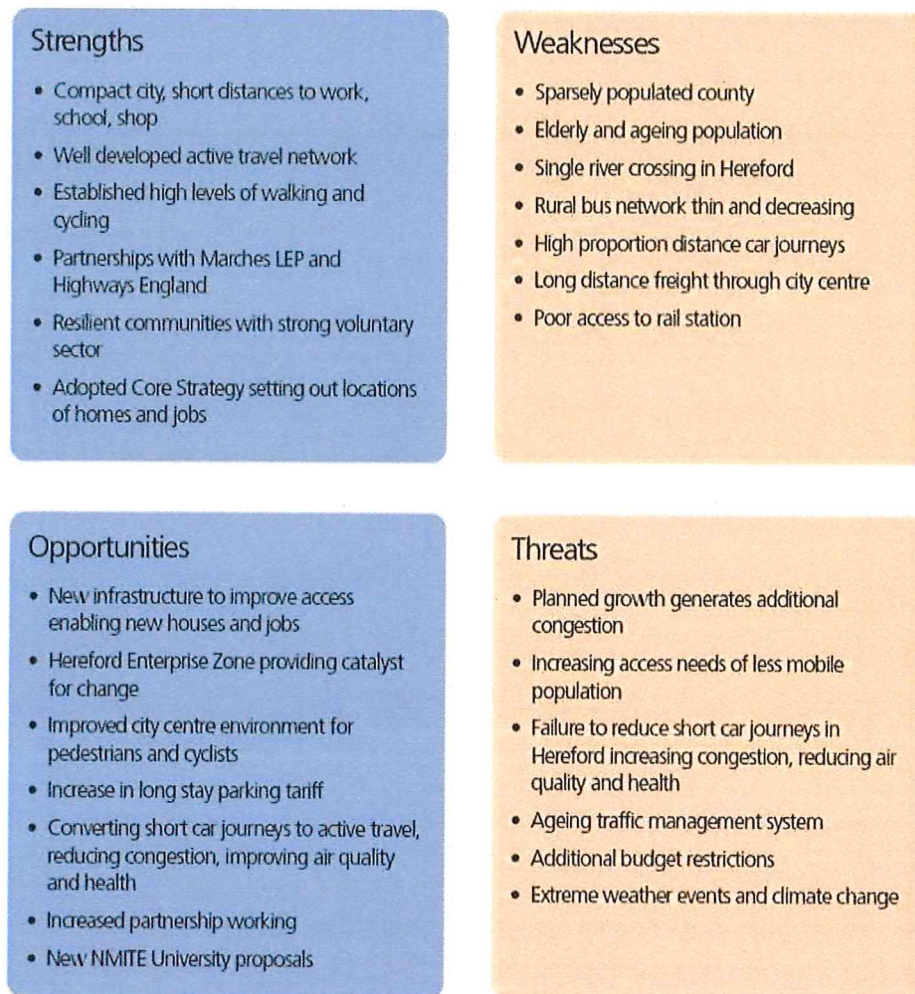 Strengths
• Compact city, short distances to work,
school, shop
• Well developed active travel network
• Established high levels of walking and
cycling
• Partnerships with Marches LEP and
Highways England
• Resilient communities with strong voluntary
sector
• Adopted Core Strategy setting out locations
of homes and jobs
Weaknesses
• Sparsely populated county
• Elderly and ageing population
• Single river crossing in Hereford
• Rural bus network thin and decreasing
• High proportion distance car journeys
• Long distance freight through city centre
• Poor access to rail station
Opportunities
• New infrastructure to improve access
enabling new houses and jobs
• Hereford Enterprise Zone providing catalyst
for change
• Improved city centre environment for
pedestrians and cyclists
• Increase in long stay parking tariff
• Converting short car journeys to active travel,
reducing congestion, improving air quality
and health
• Increased partnership working
• New NMITE University proposals
Threats
• Planned growth generates additional
congestion
• Increasing access needs of less mobile
population
• Failure to reduce short car journeys in
Hereford increasing congestion, reducing air
quality and health
• Ageing traffic management system
• Additional budget restrictions
• Extreme weather events and climate change